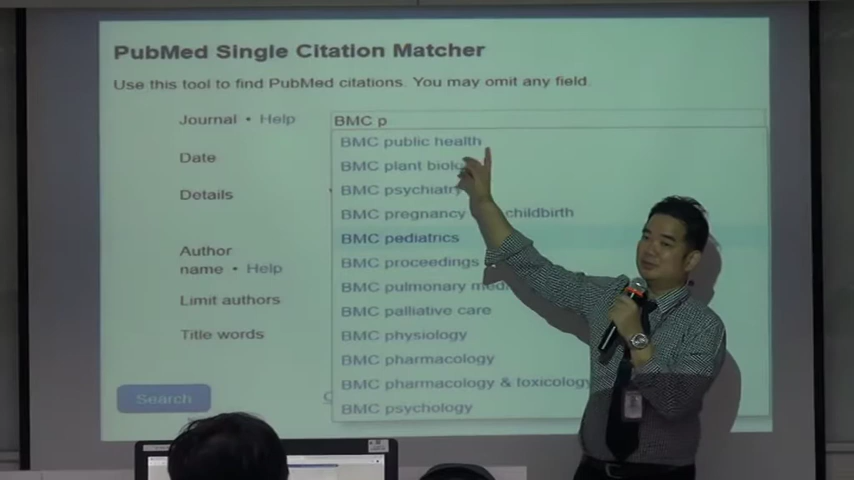 PubMed Single Citation Matcher
Use this tool to find PubMed citations. You may omit any field.
Journal • Help
BMC p
BMC public health
Date
BMC plant
BMC psychiatry
Details
BMC pregnancy childbirth
BMC pediatrics
Author
name • Help
BMC proceedings
BMC pulmonary
Limit authors
BMC palliative care
Title words
BMC physiology
BMC pharmacology
BMC pharmacology & toxicology
Search
BMC psychology